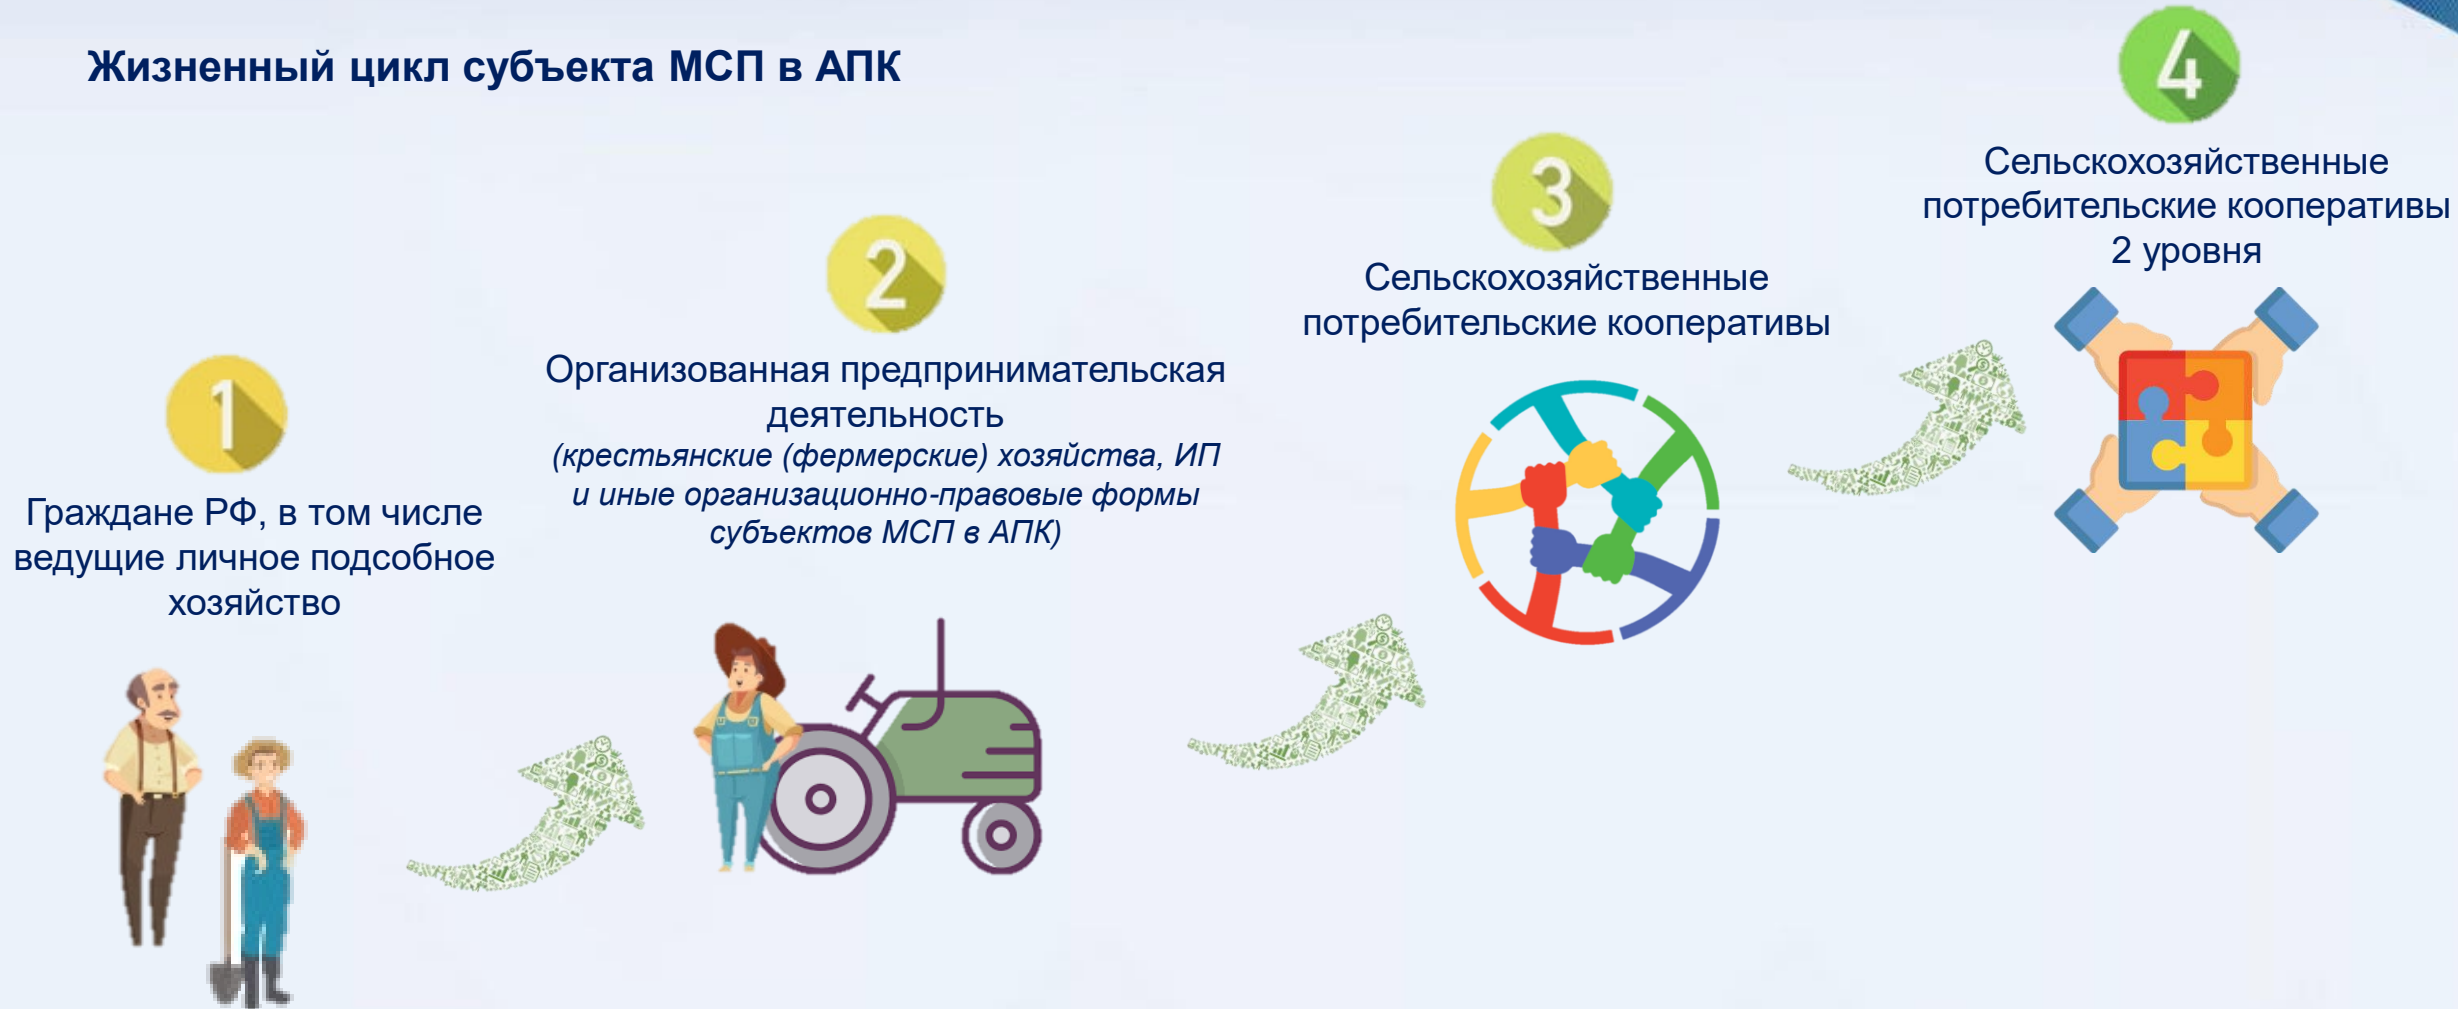 Жизненный цикл субъекта МСП в АПК
1
Граждане РФ, в том числе
ведущие личное подсобное
хозяйство
2
Организованная предпринимательская
деятельность
(крестьянские (фермерские) хозяйства, ИП
и иные организационно-правовые формы
субъектов МСП в АПК)
3
Сельскохозяйственные
потребительские кооперативы
4
Сельскохозяйственные
потребительские кооперативы
2 уровня